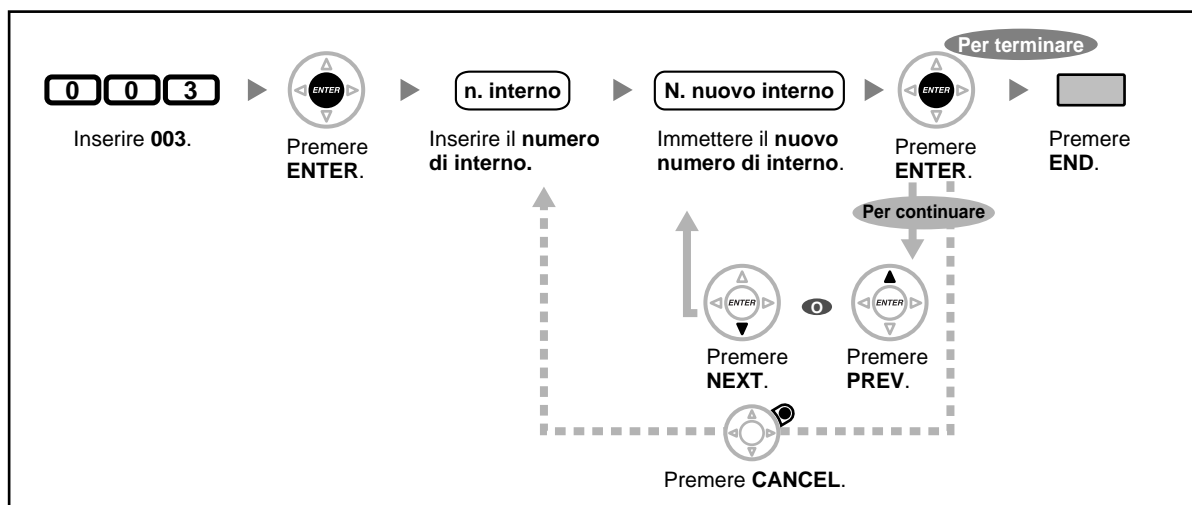 Per terminare
0 0 3
ENTER
n. interno
N. nuovo interno
ENTER
Inserire 003.
Premere
ENTER.
Inserire il numero
di interno.
Immettere il nuovo
numero di interno.
Premere
ENTER.
Premere
END.
Per continuare
ENTER
O
ENTER
Premere
NEXT.
Premere
PREV.
Premere CANCEL.